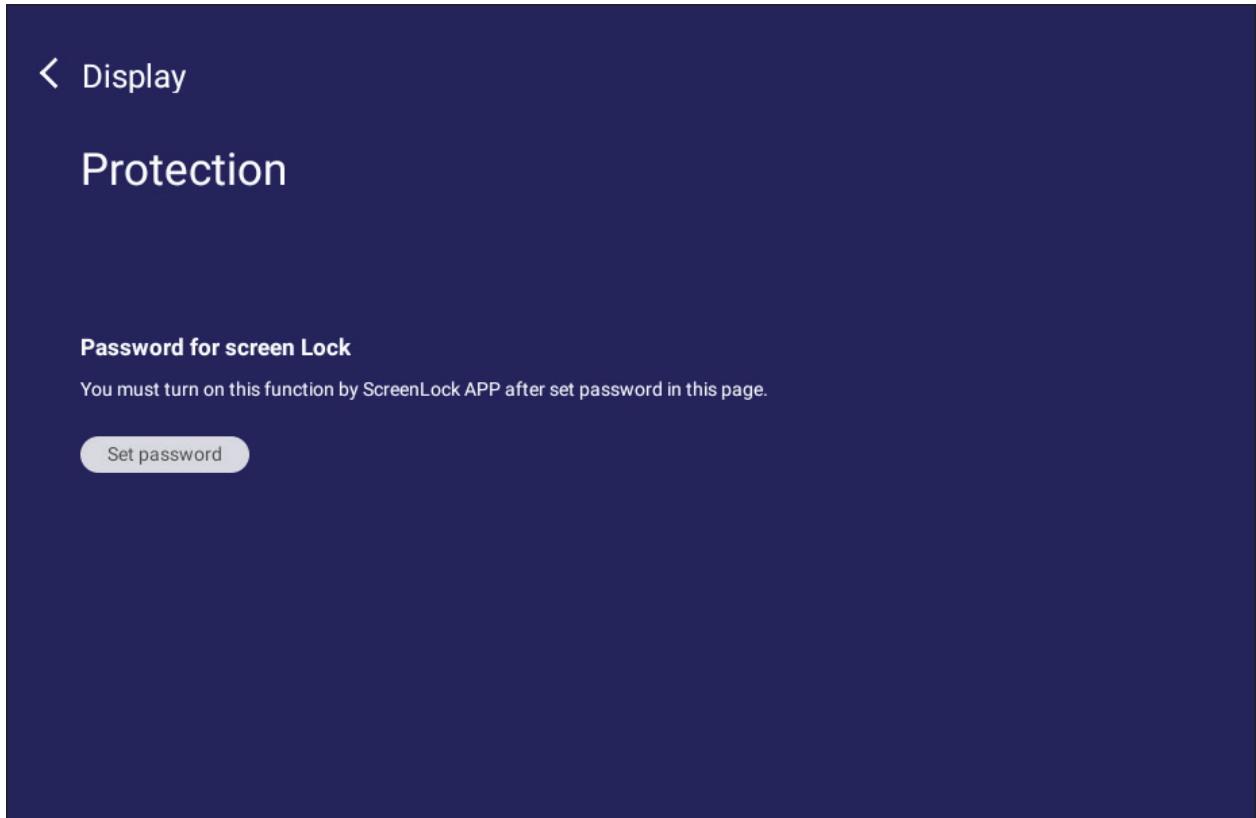 Display
Protection
Password for screen Lock
You must turn on this function by ScreenLock APP after set password in this page.
Set password